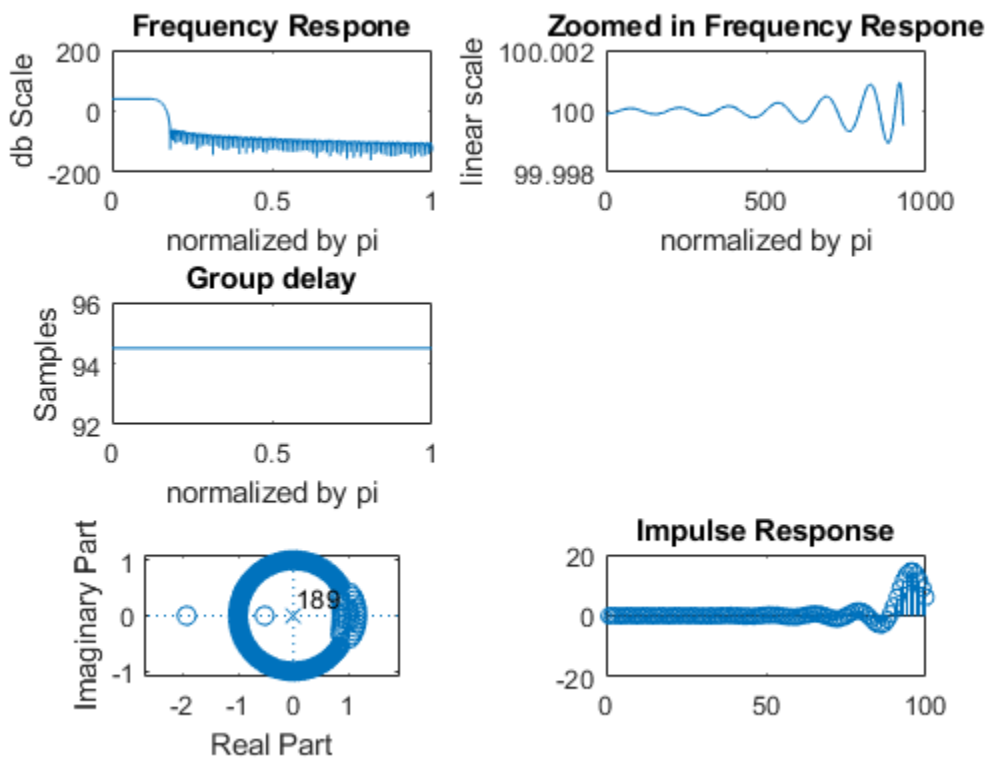 Frequency Respone
200
0
-200
db Scale
0
0.5
1
normalized by pi
Zoomed in Frequency Respone
100.002
100
99.998
linear scale
0
500
1000
normalized by pi
Group delay
96
94
92
Samples
0
0.5
1
normalized by pi
1
0
-1
Imaginary Part
189
-2
-1
0
1
Real Part
Impulse Response
20
0
-20
0
50
100